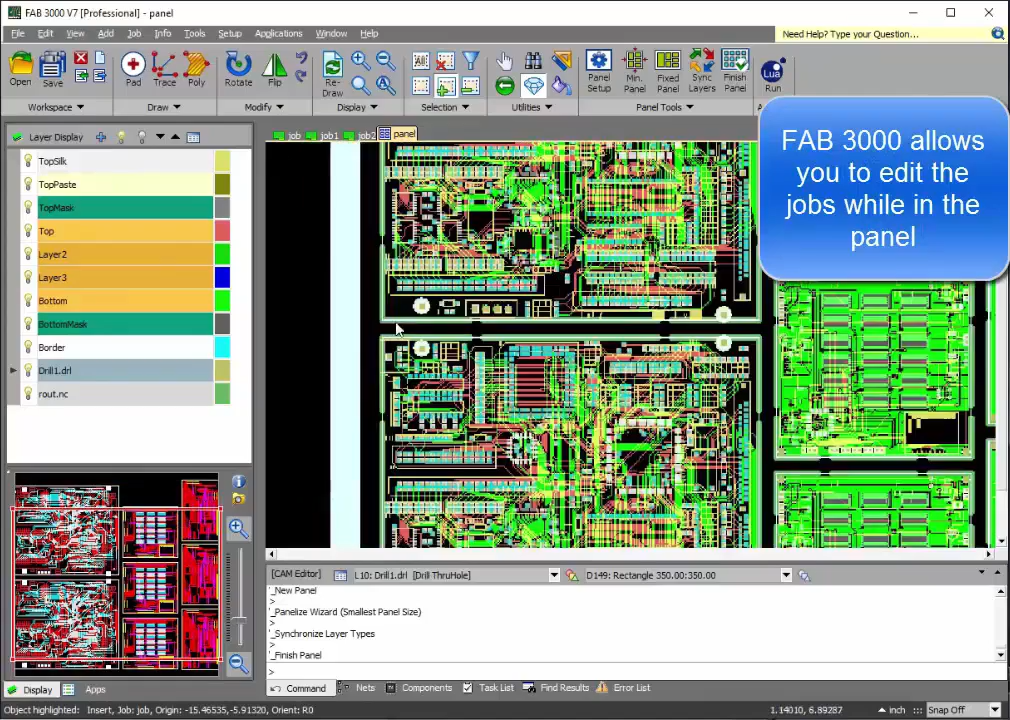 FAB 3000 V7 [Professional] - panel
File Edit View Add Job Info Tools Setup Applications Window Help
Need Help? Type your Question...
Open Save Pad Trace Poly Rotate Flip Re-Draw Panel Setup Min. Panel Fixed Panel Sync Layers Finish Panel Lua Run
Workspace Draw Modify Display Selection Utilities Panel Tools
FAB 3000 allows
you to edit the
jobs while in the
panel
Layer Display
job job1 job2 panel
TopSilk
TopPaste
TopMask
Top
Layer2
Layer3
Bottom
BottomMask
Border
Drill1.drl
rout.nc
[CAM Editor] L10: Drill1.drl [Drill ThruHole] D149: Rectangle 350.00:350.00
'_New Panel
>
'_Panelize Wizard (Smallest Panel Size)
>
'_Synchronize Layer Types
>
'_Finish Panel
>
Display Apps
Command Nets Components Task List Find Results Error List
Object highlighted: Insert, Job: job, Origin: -15.46535, -5.91320, Orient: R0
1.14010, 6.89287 inch Snap Off